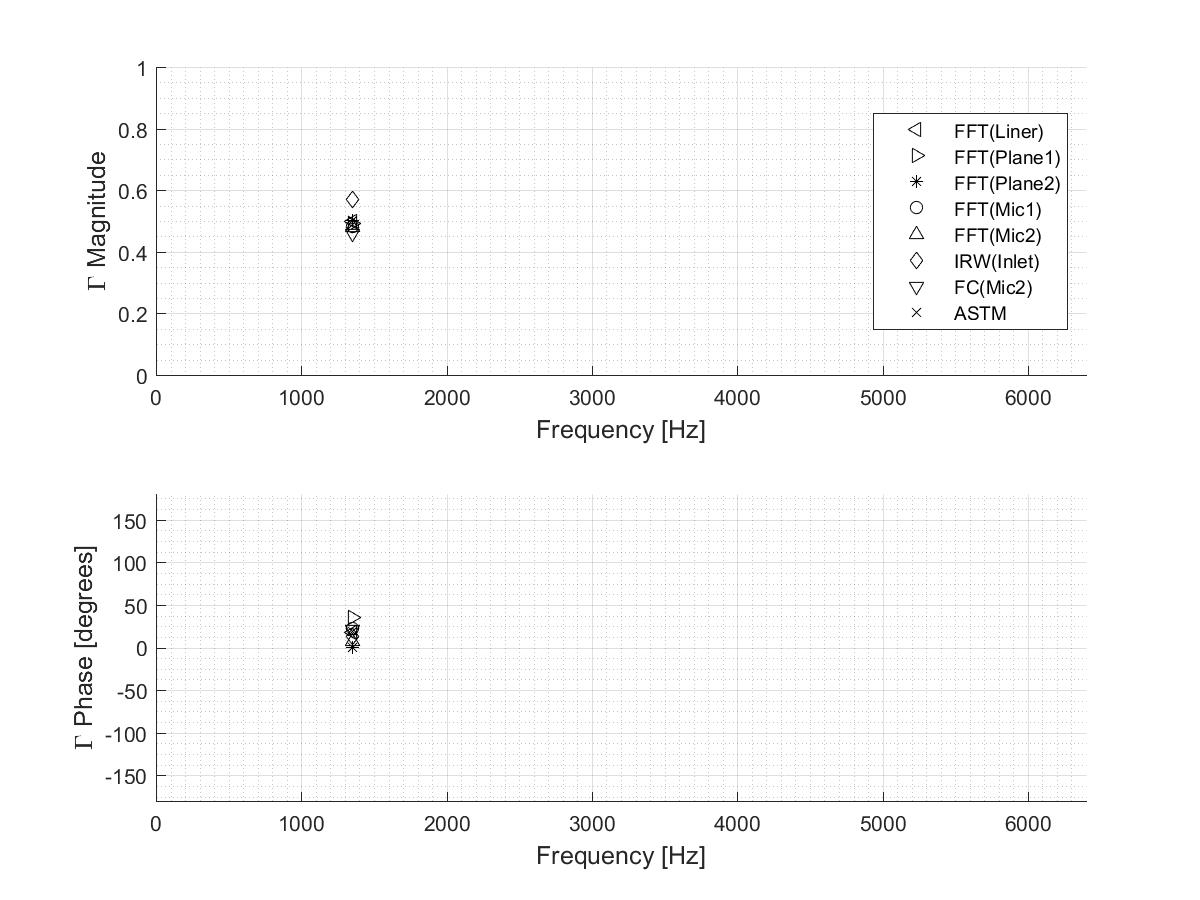 1
0.8
0.6
0.4
0.2
0
Γ Magnitude
0 1000 2000 3000 4000 5000 6000
Frequency [Hz]
FFT(Liner)
FFT(Plane1)
FFT(Plane2)
FFT(Mic1)
FFT(Mic2)
IRW(Inlet)
FC(Mic2)
ASTM
150
100
50
0
-50
-100
-150
Γ Phase [degrees]
0 1000 2000 3000 4000 5000 6000
Frequency [Hz]